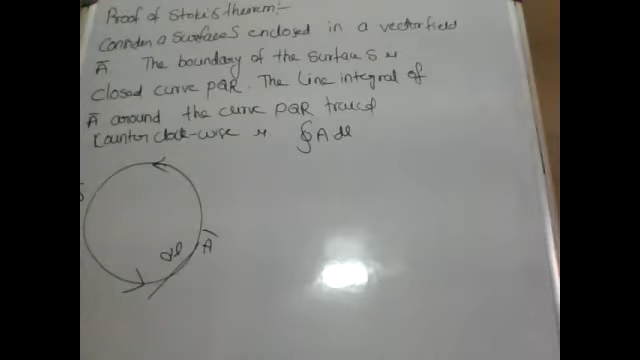 Proof of Stoke's theorem:-
Consider a Surface S enclosed in a vector field
A̅ The boundary of the surface S is
closed curve PQR. The Line integral of
A̅ around the curve PQR traced
Counter clock-wise is ∮ A dl
dl A̅